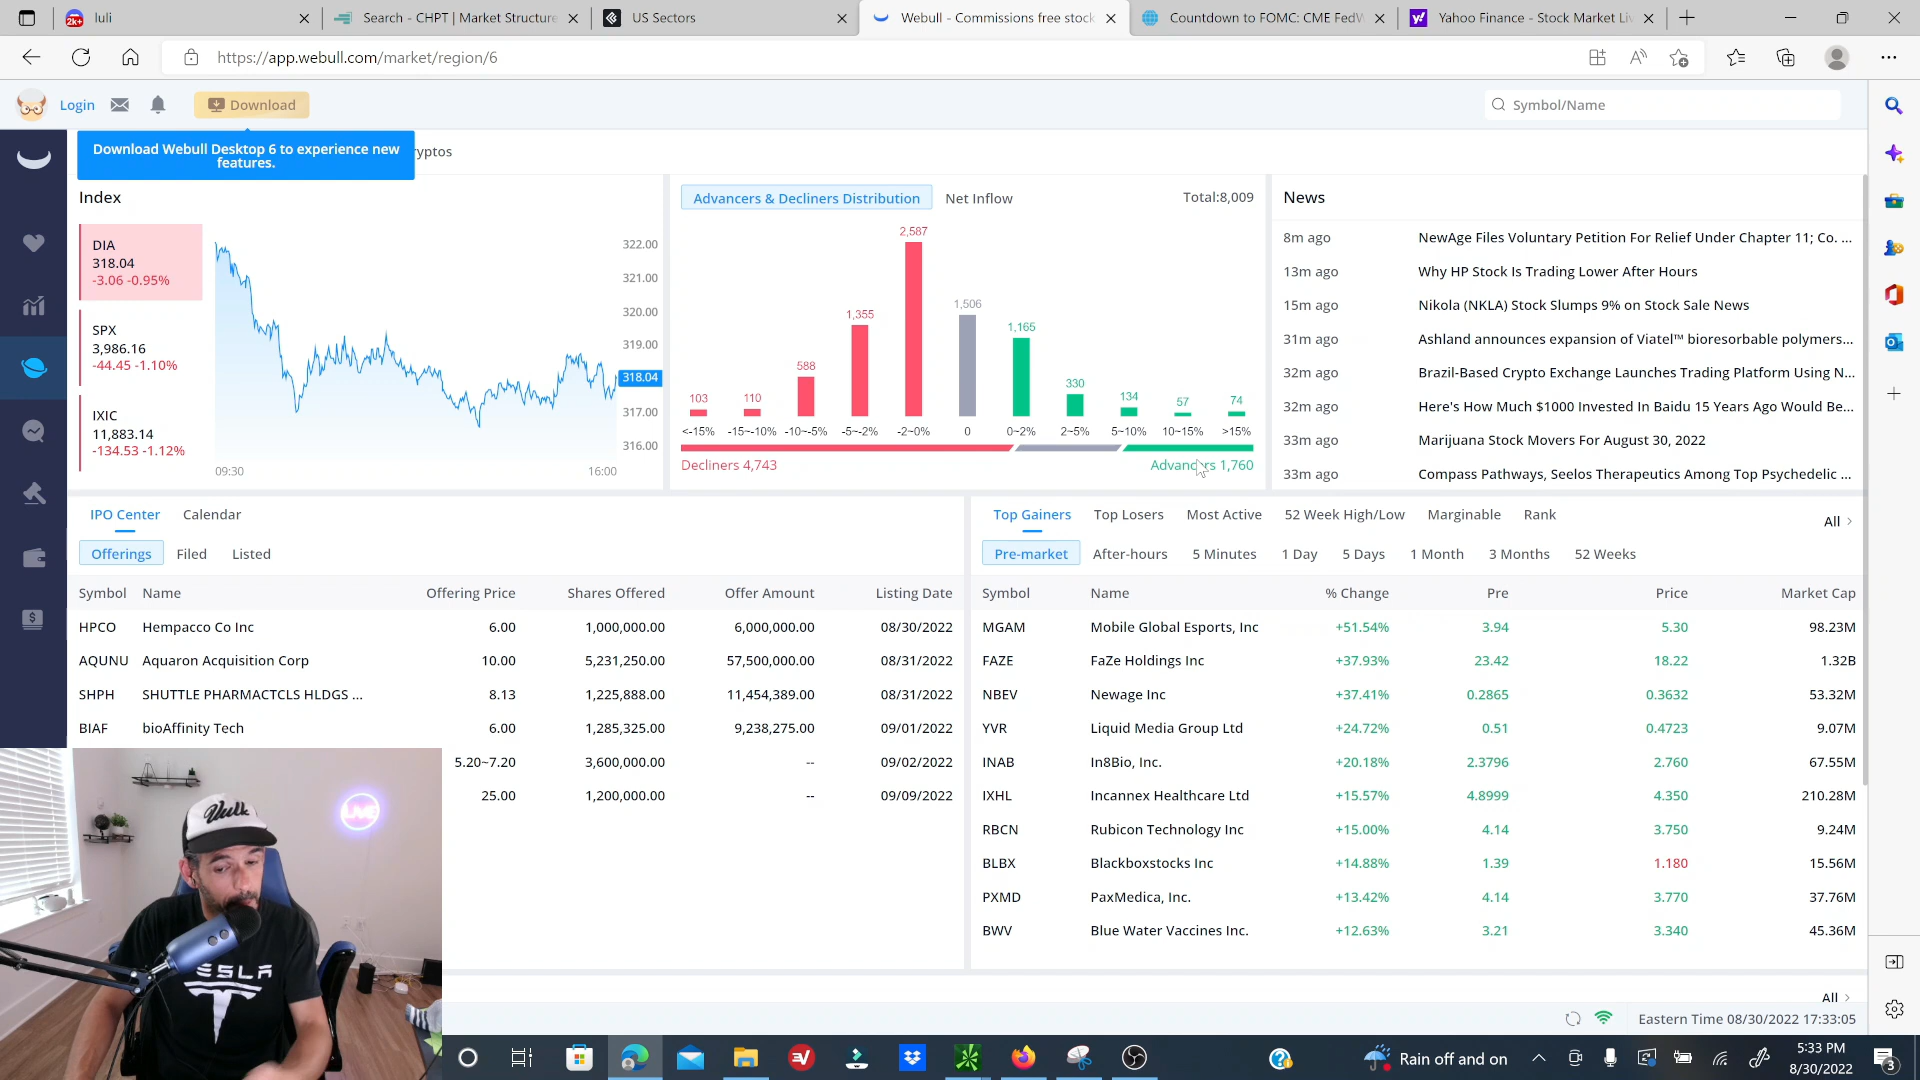 luli
Search - CHPT | Market Structure
US Sectors
Webull - Commissions free stock
Countdown to FOMC: CME FedW
Yahoo Finance - Stock Market Liv
https://app.webull.com/market/region/6
Login
Download
Symbol/Name
Download Webull Desktop 6 to experience new
features.
ryptos
Index
DIA
318.04
-3.06 -0.95%
SPX
3,986.16
-44.45 -1.10%
IXIC
11,883.14
-134.53 -1.12%
322.00
321.00
320.00
319.00
318.04
317.00
316.00
09:30
16:00
Advancers & Decliners Distribution
Net Inflow
Total:8,009
103
110
588
1,355
2,587
1,506
1,165
330
134
57
74
<-15%
-15~-10%
-10~-5%
-5~-2%
-2~0%
0
0~2%
2~5%
5~10%
10~15%
>15%
Decliners 4,743
Advancers 1,760
News
8m ago NewAge Files Voluntary Petition For Relief Under Chapter 11; Co. ...
13m ago Why HP Stock Is Trading Lower After Hours
15m ago Nikola (NKLA) Stock Slumps 9% on Stock Sale News
31m ago Ashland announces expansion of Viatel™ bioresorbable polymers...
32m ago Brazil-Based Crypto Exchange Launches Trading Platform Using N...
32m ago Here's How Much $1000 Invested In Baidu 15 Years Ago Would Be...
33m ago Marijuana Stock Movers For August 30, 2022
33m ago Compass Pathways, Seelos Therapeutics Among Top Psychedelic ...
IPO Center Calendar
Offerings Filed Listed
Symbol Name Offering Price Shares Offered Offer Amount Listing Date
HPCO Hempacco Co Inc 6.00 1,000,000.00 6,000,000.00 08/30/2022
AQUNU Aquaron Acquisition Corp 10.00 5,231,250.00 57,500,000.00 08/31/2022
SHPH SHUTTLE PHARMACTCLS HLDGS ... 8.13 1,225,888.00 11,454,389.00 08/31/2022
BIAF bioAffinity Tech 6.00 1,285,325.00 9,238,275.00 09/01/2022
5.20~7.20 3,600,000.00 -- 09/02/2022
25.00 1,200,000.00 -- 09/09/2022
Top Gainers Top Losers Most Active 52 Week High/Low Marginable Rank All >
Pre-market After-hours 5 Minutes 1 Day 5 Days 1 Month 3 Months 52 Weeks
Symbol Name % Change Pre Price Market Cap
MGAM Mobile Global Esports, Inc +51.54% 3.94 5.30 98.23M
FAZE FaZe Holdings Inc +37.93% 23.42 18.22 1.32B
NBEV Newage Inc +37.41% 0.2865 0.3632 53.32M
YVR Liquid Media Group Ltd +24.72% 0.51 0.4723 9.07M
INAB In8Bio, Inc. +20.18% 2.3796 2.760 67.55M
IXHL Incannex Healthcare Ltd +15.57% 4.8999 4.350 210.28M
RBCN Rubicon Technology Inc +15.00% 4.14 3.750 9.24M
BLBX Blackboxstocks Inc +14.88% 1.39 1.180 15.56M
PXMD PaxMedica, Inc. +13.42% 4.14 3.770 37.76M
BWV Blue Water Vaccines Inc. +12.63% 3.21 3.340 45.36M
All >
Eastern Time 08/30/2022 17:33:05
LIVE
Rain off and on
5:33 PM
8/30/2022
3